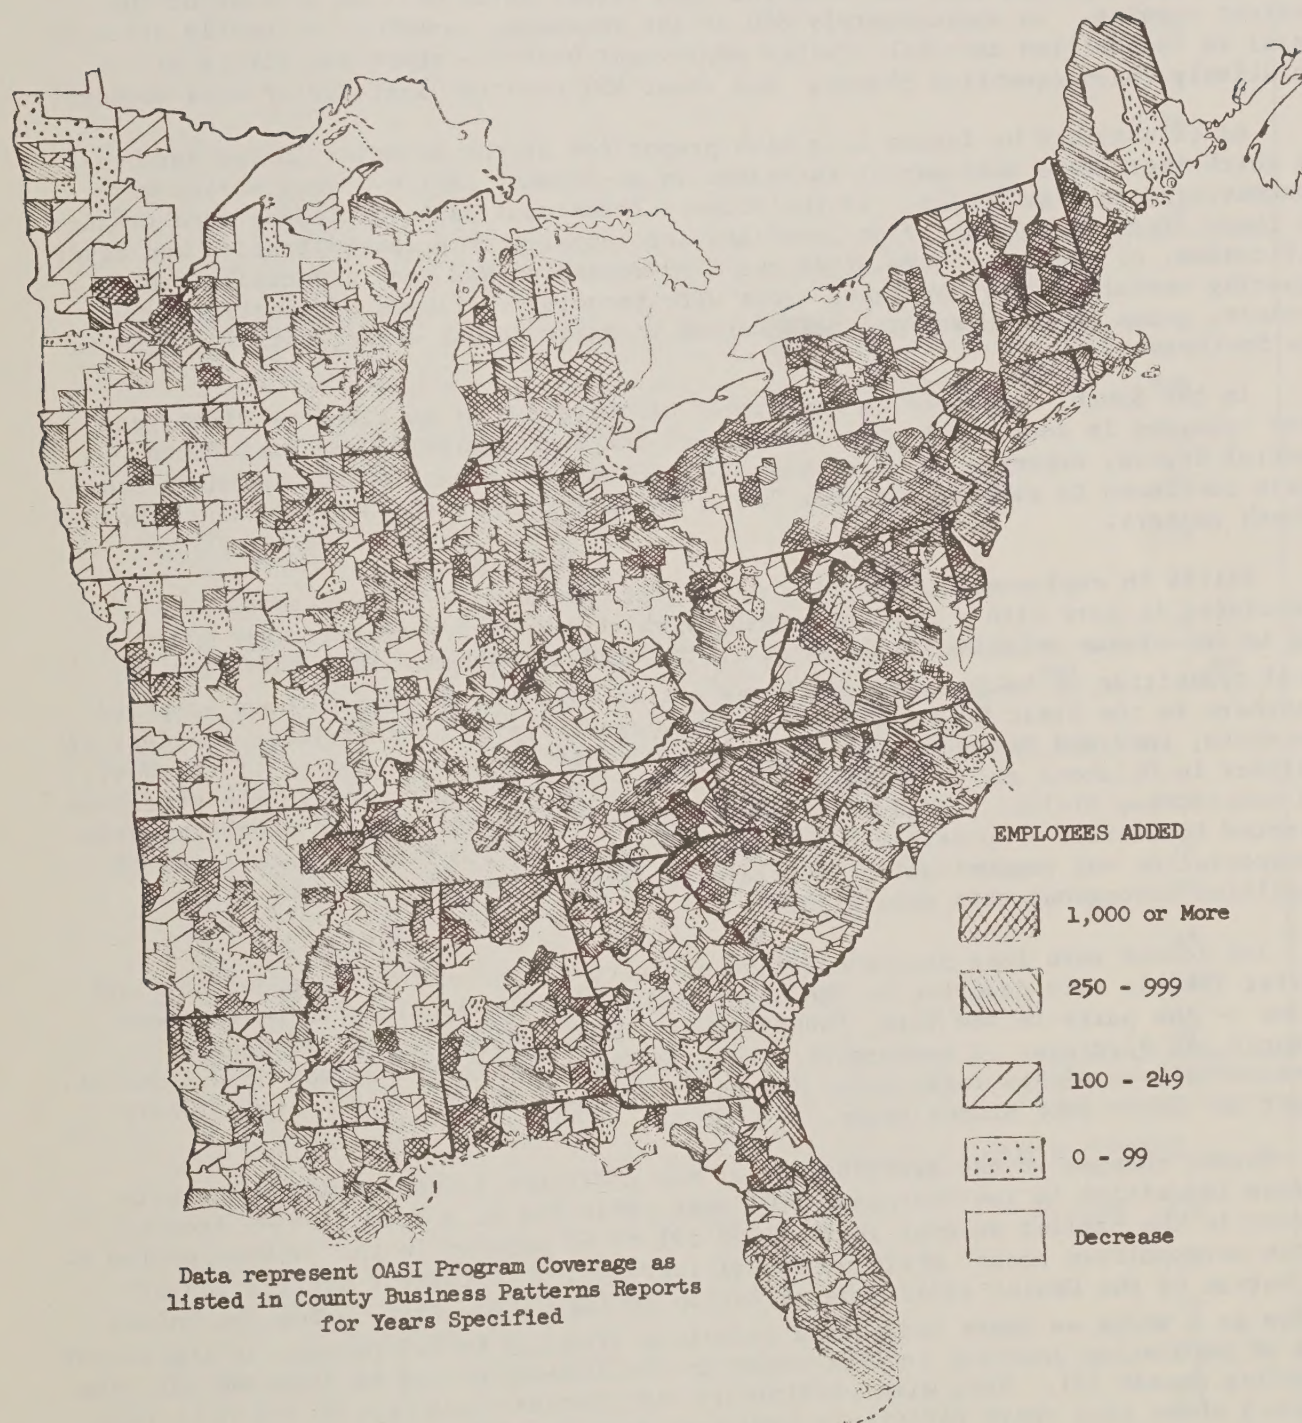 EMPLOYEES ADDED
1,000 or More
250 - 999
100 - 249
0 - 99
Decrease
Data represent OASI Program Coverage as
listed in County Business Patterns Reports
for Years Specified